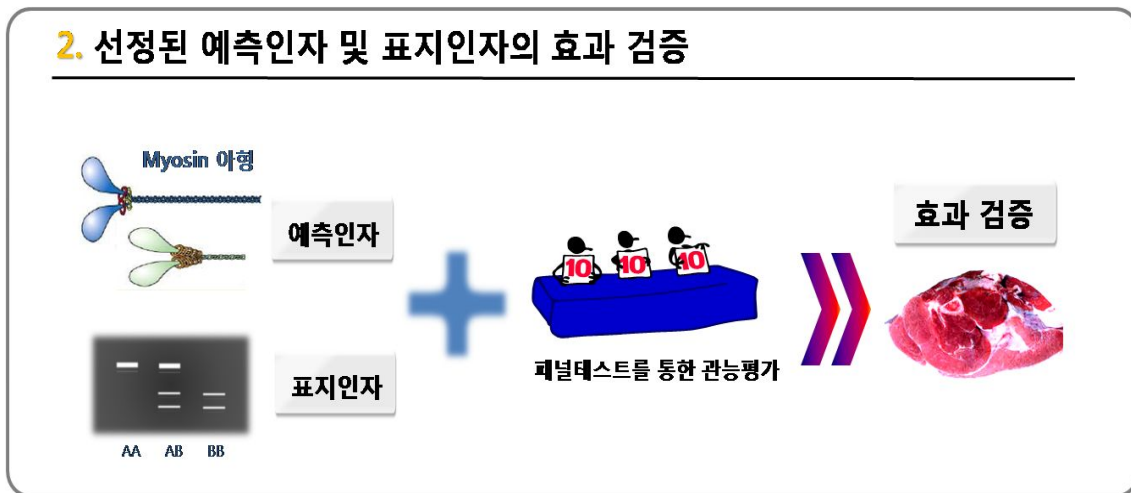 2. 선정된 예측인자 및 표지인자의 효과 검증
Myosin 아형
예측인자
효과 검증
10 10 10
패널테스트를 통한 관능평가
표지인자
AA AB BB